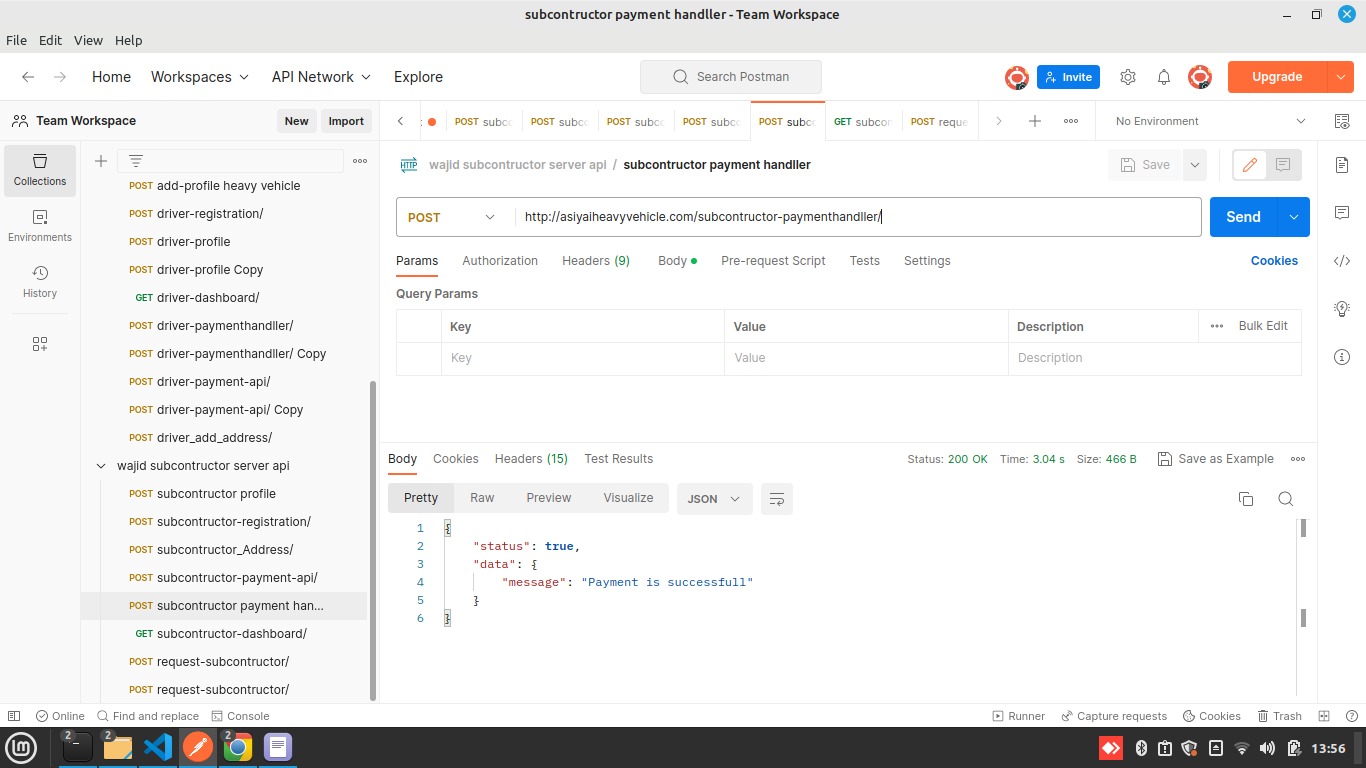 subcontructor payment handller - Team Workspace
File Edit View Help
Home Workspaces API Network Explore
Search Postman
Invite
Upgrade
Team Workspace
New Import
POST subcc
POST subcc
POST subcc
POST subcc
POST subcc
GET subcon
POST reque
No Environment
Collections
Environments
History
POST add-profile heavy vehicle
POST driver-registration/
POST driver-profile
POST driver-profile Copy
GET driver-dashboard/
POST driver-paymenthandller/
POST driver-paymenthandller/ Copy
POST driver-payment-api/
POST driver-payment-api/ Copy
POST driver_add_address/
wajid subcontructor server api
POST subcontructor profile
POST subcontructor-registration/
POST subcontructor_Address/
POST subcontructor-payment-api/
POST subcontructor payment han...
GET subcontructor-dashboard/
POST request-subcontructor/
POST request-subcontructor/
HTTP wajid subcontructor server api / subcontructor payment handller
Save
POST http://asiyaiheavyvehicle.com/subcontructor-paymenthandller/
Send
Params Authorization Headers (9) Body Pre-request Script Tests Settings
Cookies
Query Params
Key Value Description Bulk Edit
Key Value Description
Body Cookies Headers (15) Test Results
Status: 200 OK Time: 3.04 s Size: 466 B Save as Example
Pretty Raw Preview Visualize JSON
1 {
2 "status": true,
3 "data": {
4 "message": "Payment is successfull"
5 }
6 }
Online Find and replace Console
Runner Capture requests Cookies Trash
2 2 2
13:56